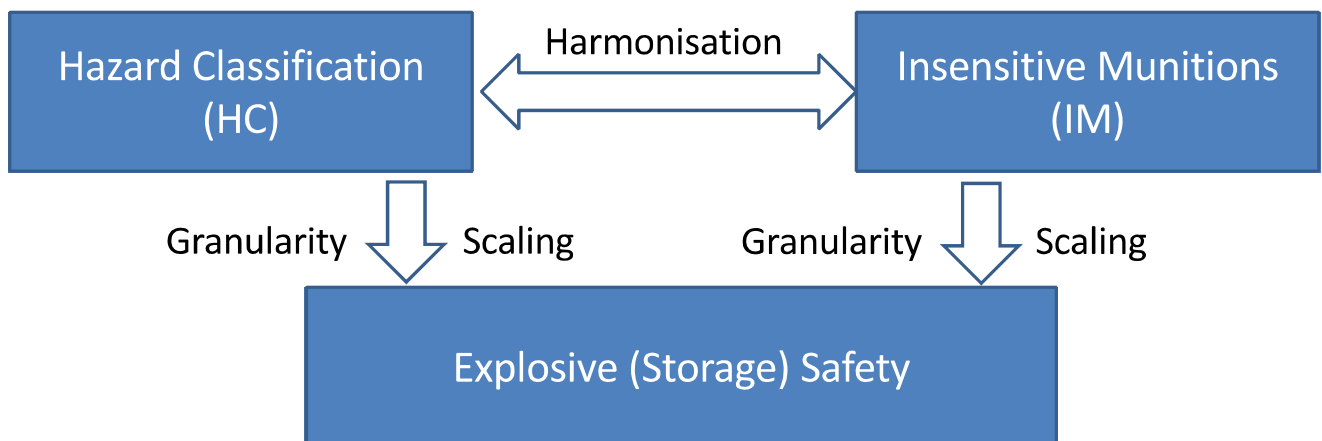 Hazard Classification
(HC)
Harmonisation
Insensitive Munitions
(IM)
Granularity
Scaling
Granularity
Scaling
Explosive (Storage) Safety